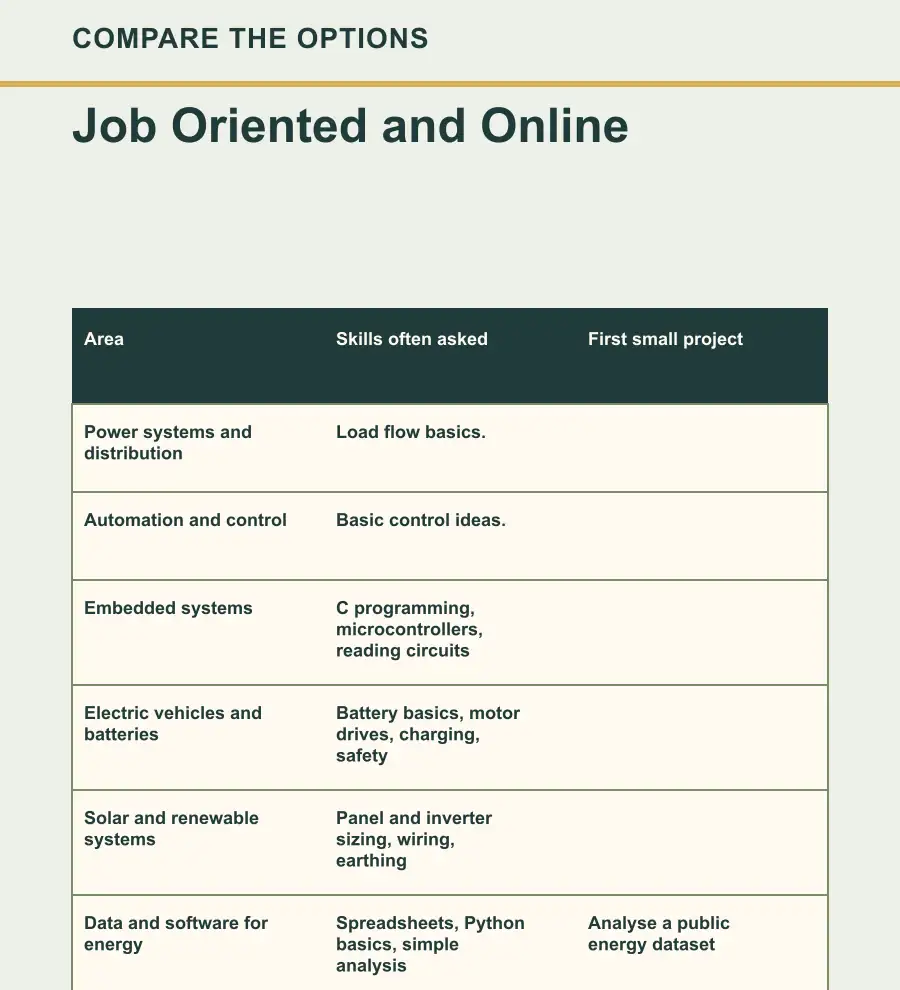 COMPARE THE OPTIONS
Job Oriented and Online
Area
Skills often asked
First small project
Power systems and
distribution
Load flow basics.
Automation and control
Basic control ideas.
Embedded systems
C programming,
microcontrollers,
reading circuits
Electric vehicles and
batteries
Battery basics, motor
drives, charging,
safety
Solar and renewable
systems
Panel and inverter
sizing, wiring,
earthing
Data and software for
energy
Spreadsheets, Python
basics, simple
analysis
Analyse a public
energy dataset